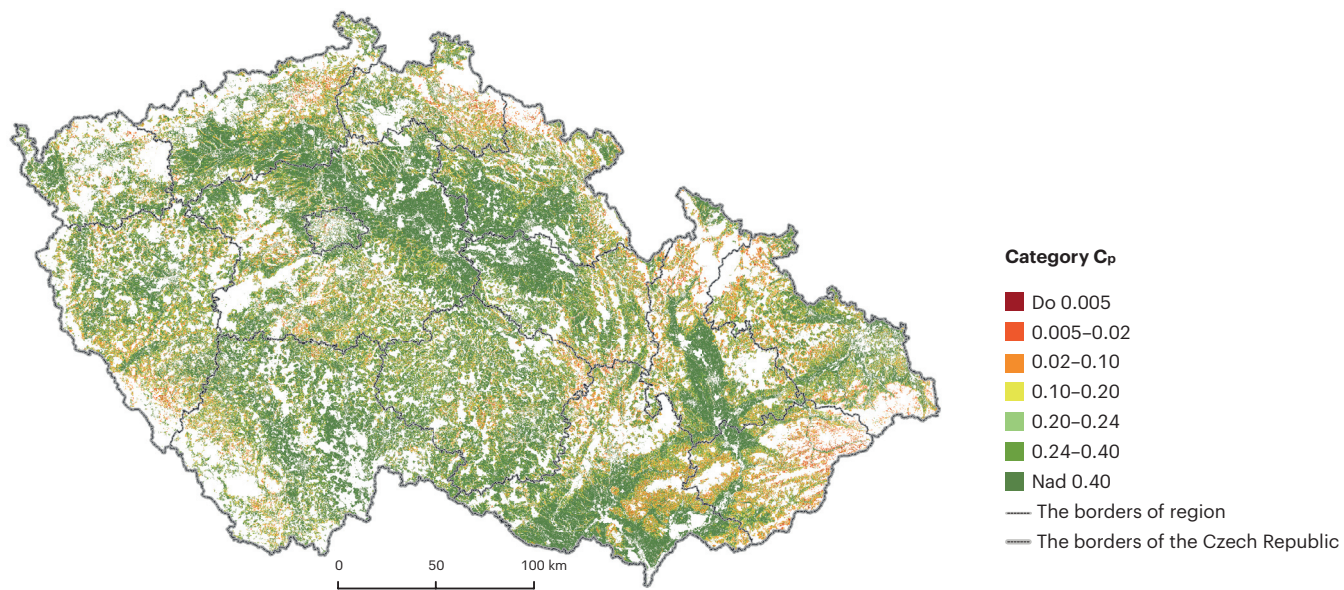 Category Cp
Do 0.005
0.005–0.02
0.02–0.10
0.10–0.20
0.20–0.24
0.24–0.40
Nad 0.40
The borders of region
The borders of the Czech Republic
0 50 100 km